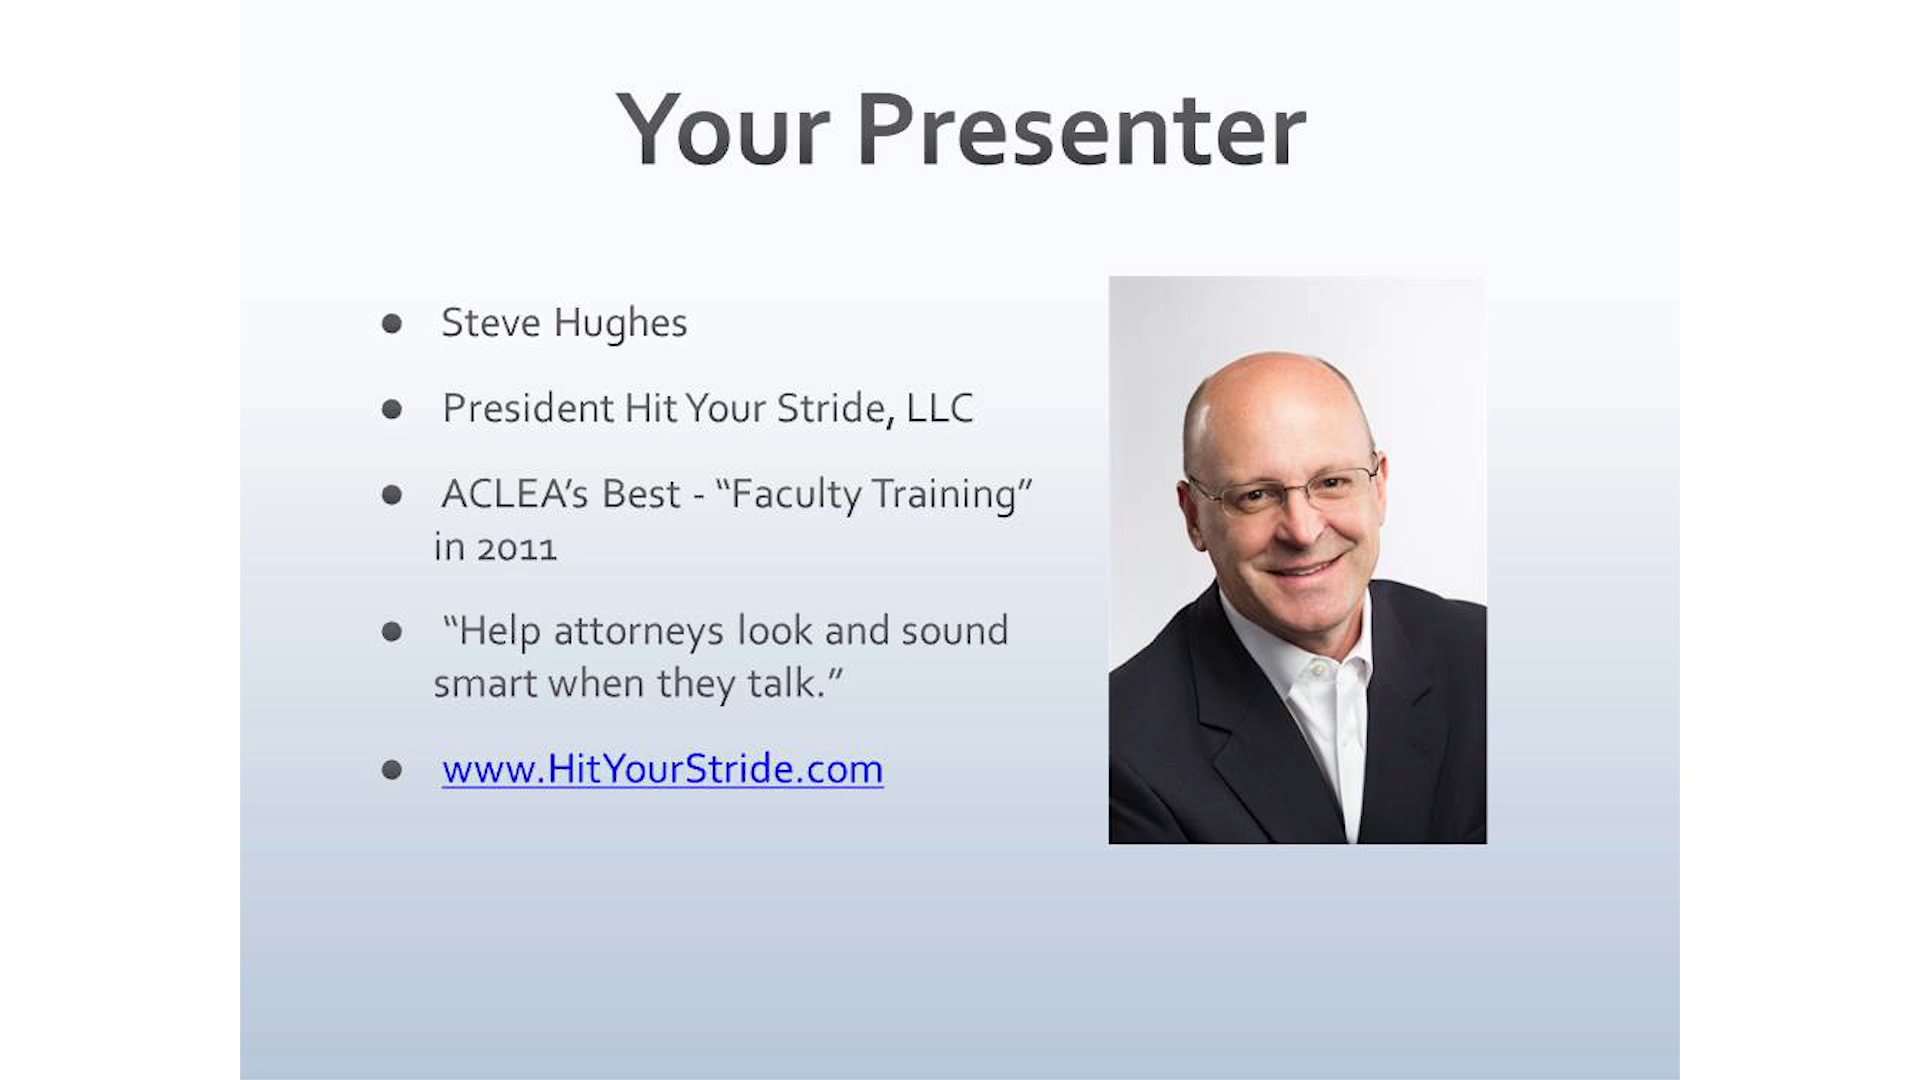 Your Presenter
● Steve Hughes
● President Hit Your Stride, LLC
● ACLEA’s Best - “Faculty Training”
in 2011
● “Help attorneys look and sound
smart when they talk.”
● www.HitYourStride.com